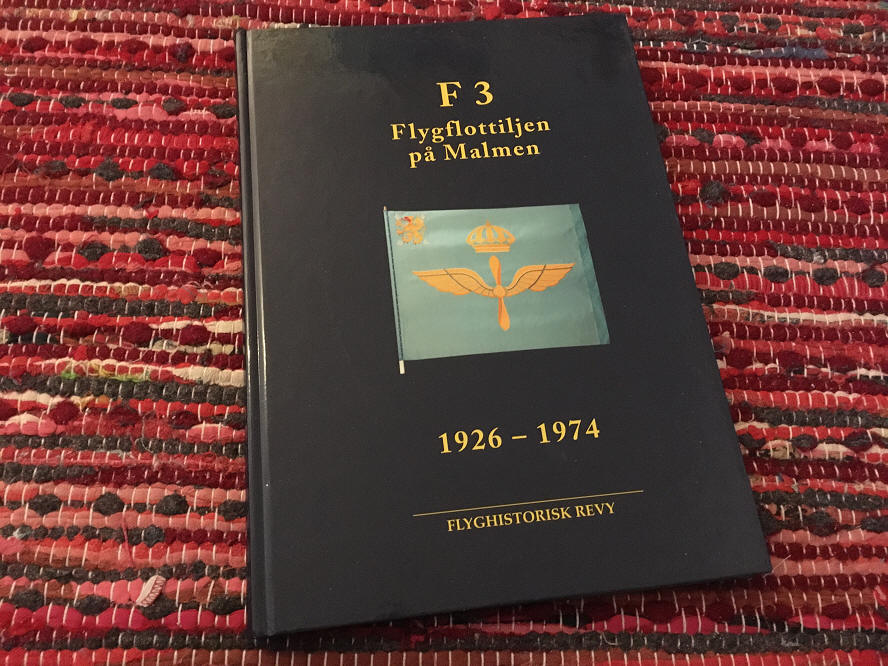 F 3
Flygflottiljen
på Malmen
1926 – 1974
FLYGHISTORISK REVY